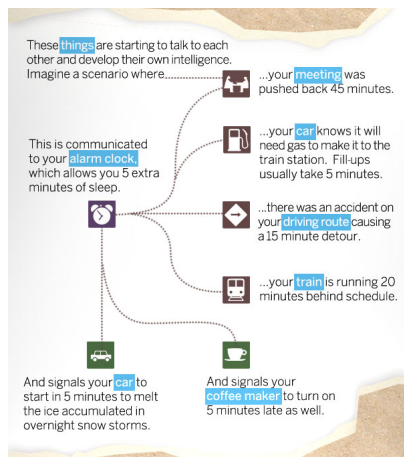 These things are starting to talk to each
other and develop their own intelligence.
Imagine a scenario where...............
...your meeting was
pushed back 45 minutes.
...your car knows it will
need gas to make it to the
train station. Fill-ups
usually take 5 minutes.
This is communicated
to your alarm clock,
which allows you 5 extra
minutes of sleep.
...there was an accident on
your driving route causing
a 15 minute detour.
...your train is running 20
minutes behind schedule.
And signals your car to
start in 5 minutes to melt
the ice accumulated in
overnight snow storms.
And signals your
coffee maker to turn on
5 minutes late as well.